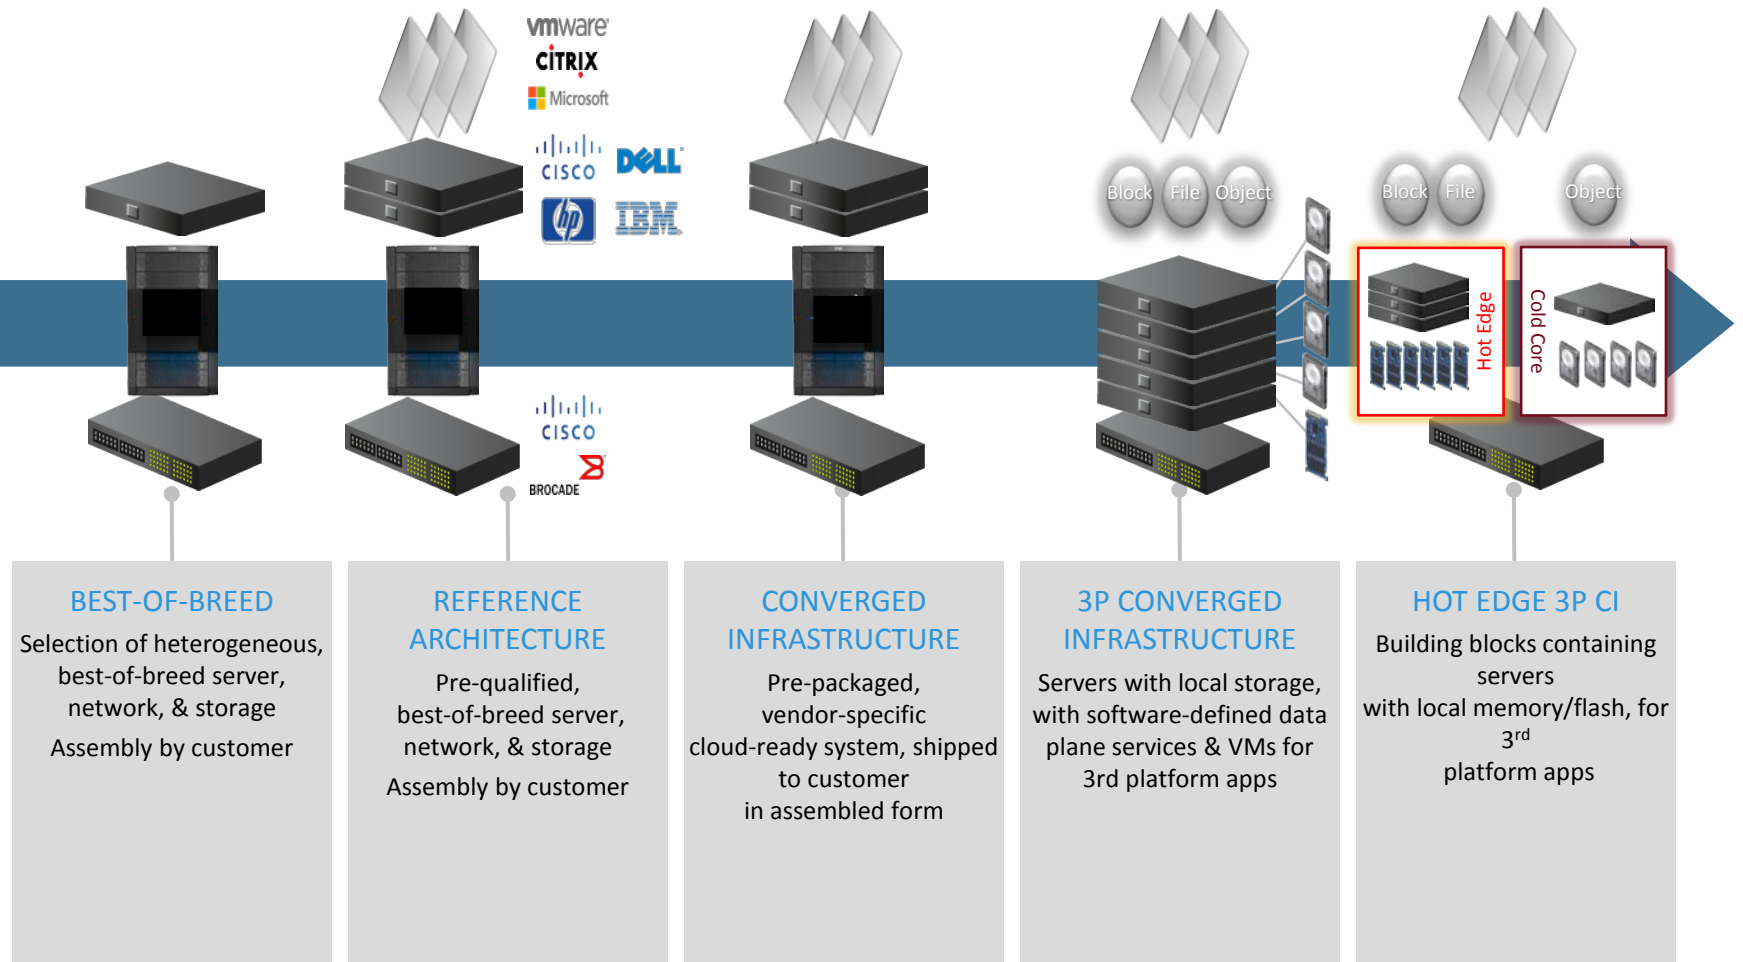 vmware
CİTRIX
Microsoft
CISCO
DELL
hp
IBM
CISCO
BROCADE
Block
File
Object
Block
File
Object
Hot Edge
Cold Core
BEST-OF-BREED
Selection of heterogeneous,
best-of-breed server,
network, & storage
Assembly by customer
REFERENCE
ARCHITECTURE
Pre-qualified,
best-of-breed server,
network, & storage
Assembly by customer
CONVERGED
INFRASTRUCTURE
Pre-packaged,
vendor-specific
cloud-ready system, shipped
to customer
in assembled form
3P CONVERGED
INFRASTRUCTURE
Servers with local storage,
with software-defined data
plane services & VMs for
3rd platform apps
HOT EDGE 3P CI
Building blocks containing
servers
with local memory/flash, for
3rd
platform apps